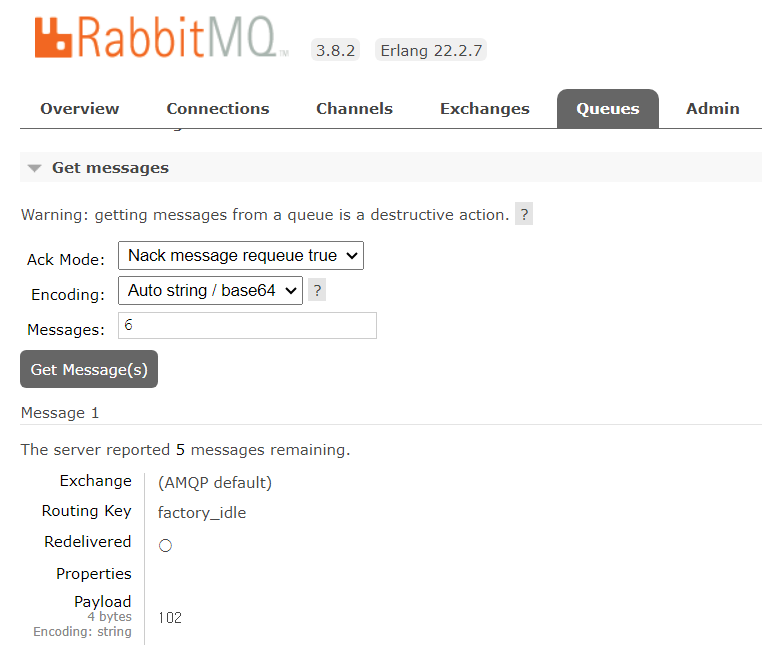 RabbitMQ TM 3.8.2 Erlang 22.2.7
Overview Connections Channels Exchanges Queues Admin
Get messages
Warning: getting messages from a queue is a destructive action. ?
Ack Mode: Nack message requeue true
Encoding: Auto string / base64 ?
Messages: 6
Get Message(s)
Message 1
The server reported 5 messages remaining.
Exchange (AMQP default)
Routing Key factory_idle
Redelivered ○
Properties
Payload
4 bytes
Encoding: string
102